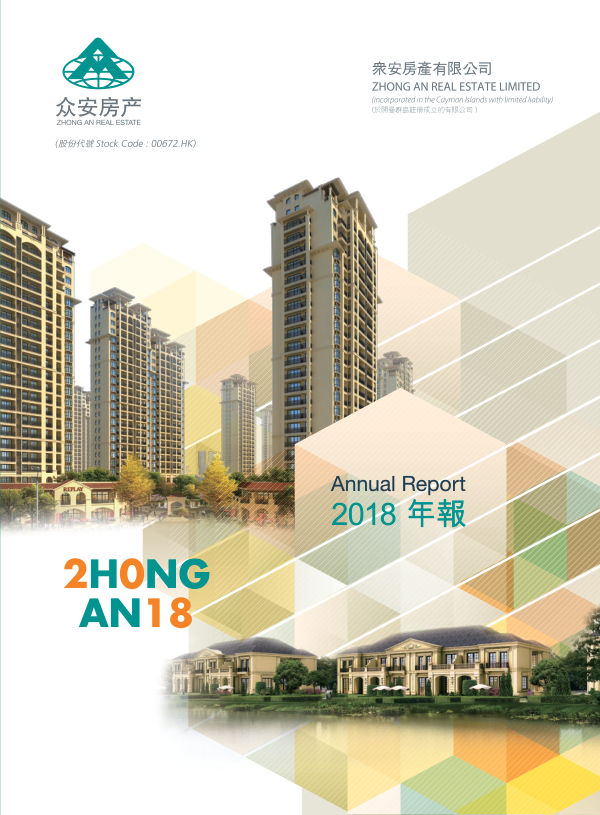 众安房产
ZHONG AN REAL ESTATE
(股份代號 Stock Code : 00672.HK)
衆安房產有限公司
ZHONG AN REAL ESTATE LIMITED
(incorporated in the Cayman Islands with limited liability)
(於開曼群島註册成立的有限公司)
REPLAY
Annual Report
2018 年報
2H0NG
AN18